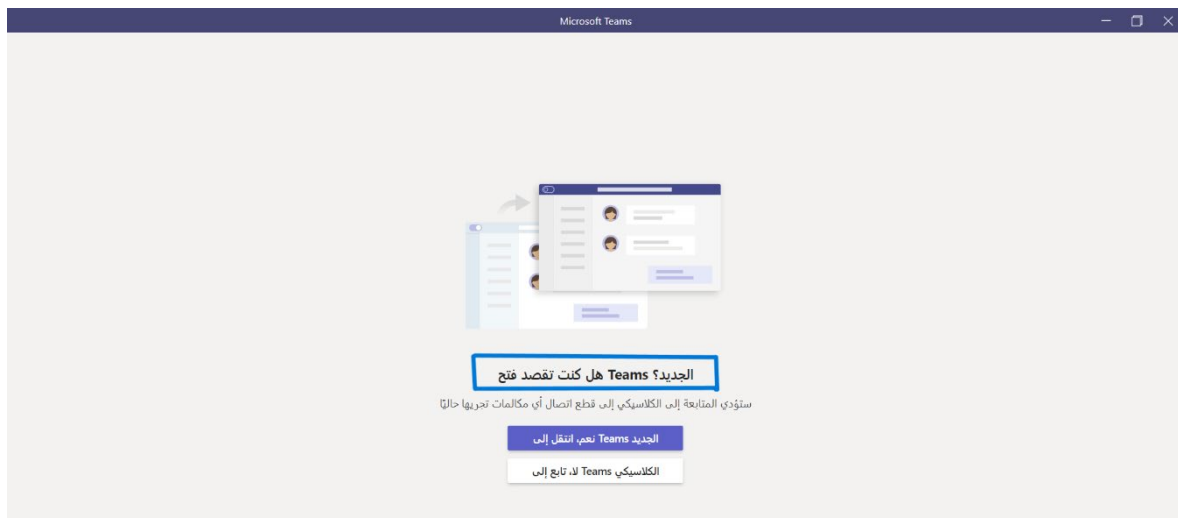 Microsoft Teams
الجديد؟ Teams هل كنت تقصد فتح
ستؤدي المتابعة إلى الكلاسيكي إلى قطع اتصال أي مكالمات تجريها حاليًا
الجديد Teams نعم، انتقل إلى
الكلاسيكي Teams لا، تابع إلى